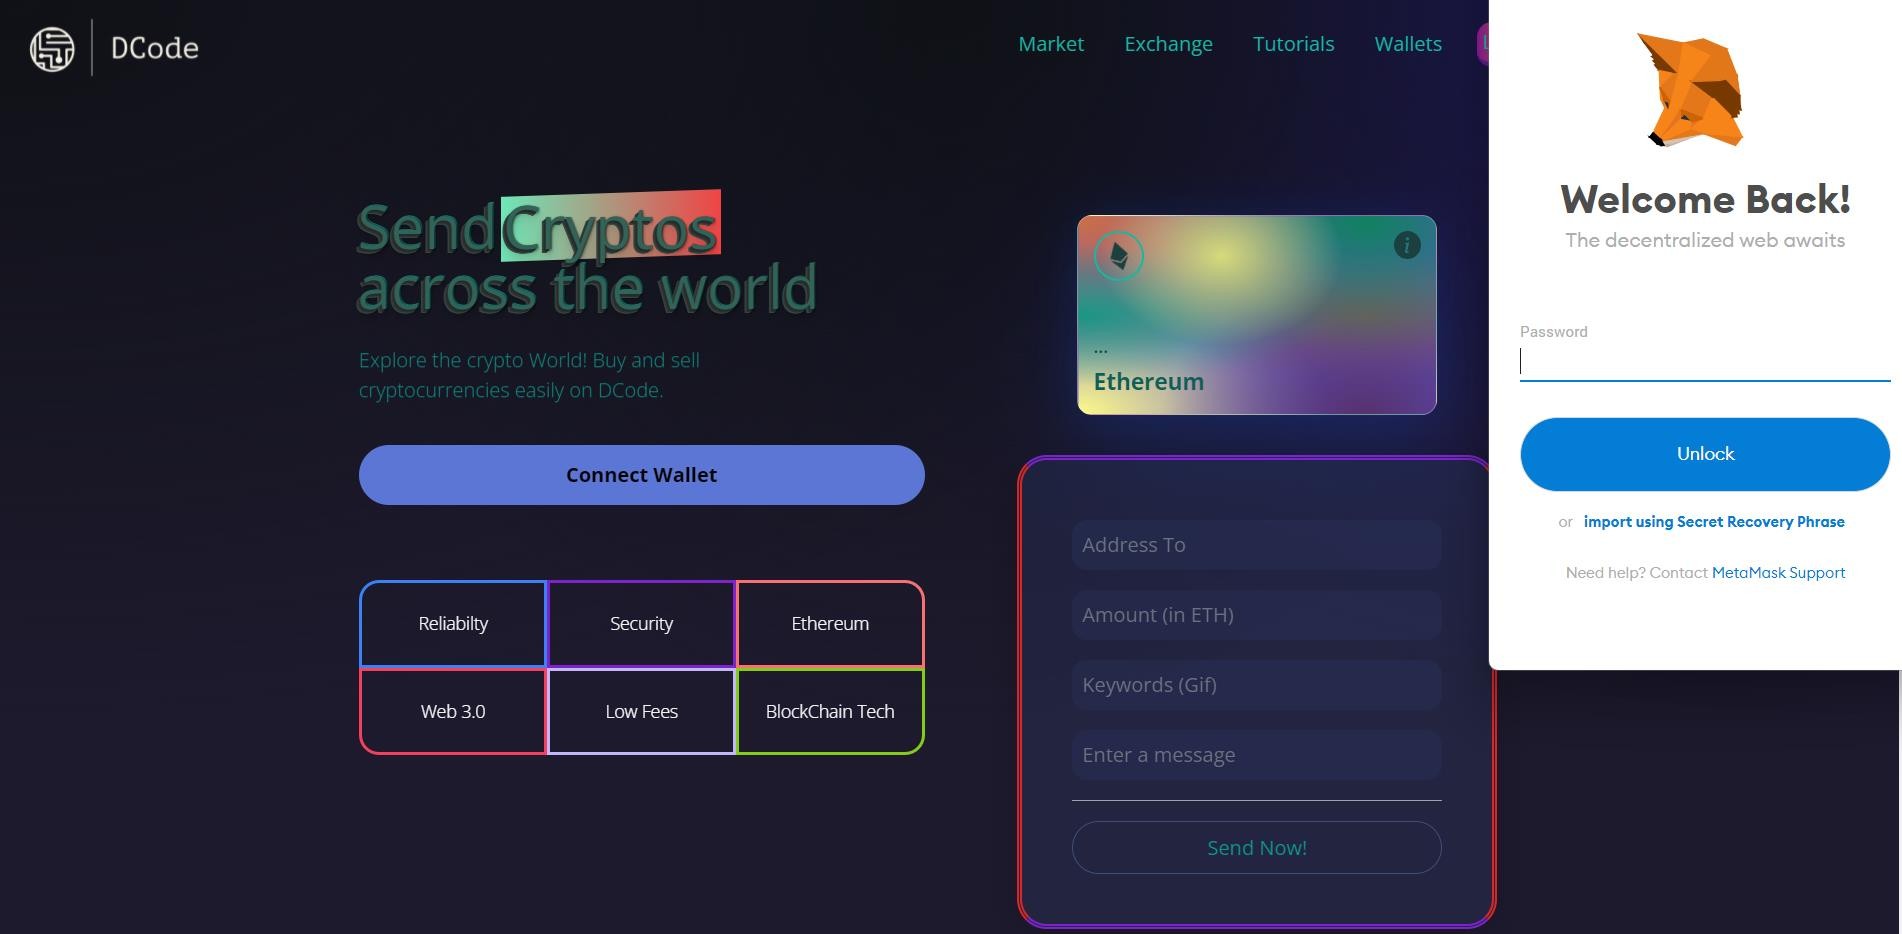 DCode
Market
Exchange
Tutorials
Wallets
Send Cryptos
across the world
Explore the crypto World! Buy and sell
cryptocurrencies easily on DCode.
Connect Wallet
Reliabilty
Security
Ethereum
Web 3.0
Low Fees
BlockChain Tech
i
...
Ethereum
Address To
Amount (in ETH)
Keywords (Gif)
Enter a message
Send Now!
Welcome Back!
The decentralized web awaits
Password
Unlock
or import using Secret Recovery Phrase
Need help? Contact MetaMask Support